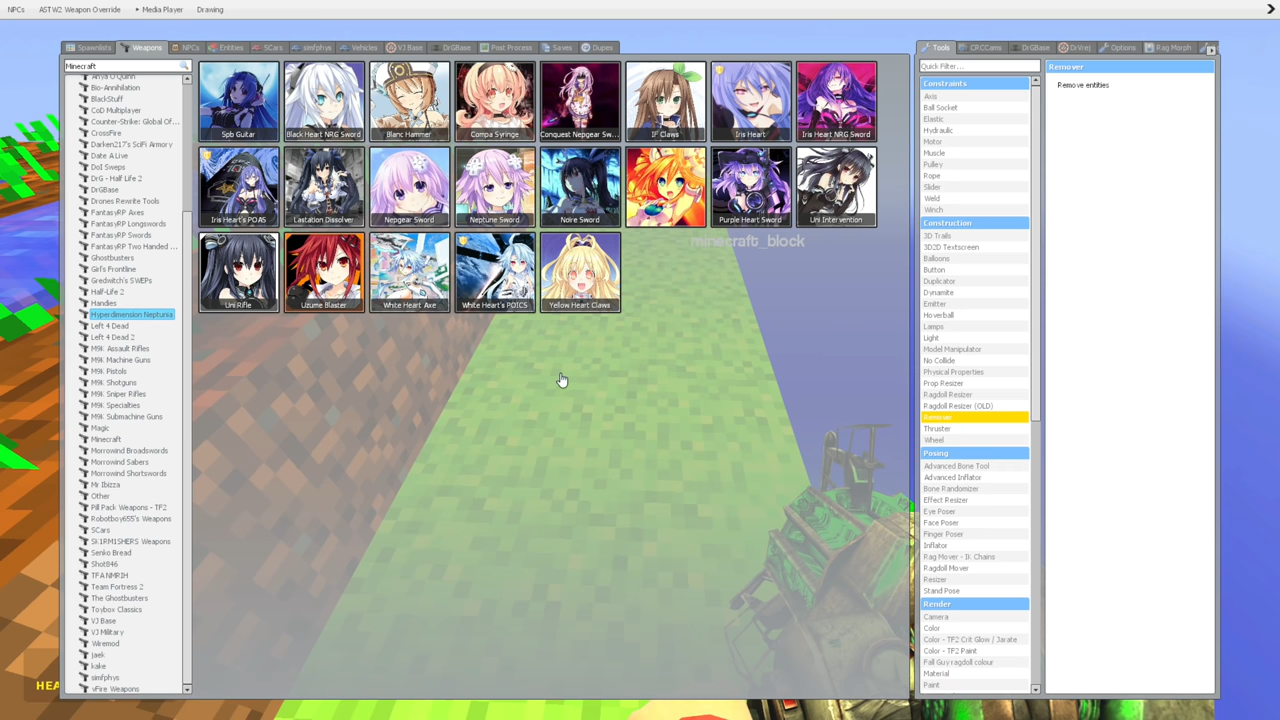 NPCs ASTW2 Weapon Override Media Player Drawing
Spawnlists Weapons NPCs Entities SCars simfphys Vehicles VJ Base DrGBase Post Process Saves Dupes
Minecraft
Anya O'Quinn
Bio-Annihilation
BlackStuff
CoD Multiplayer
Counter-Strike: Global Of...
CrossFire
Darken217's SciFi Armory
Date A Live
DoI Sweps
DrG - Half Life 2
DrGBase
Drones Rewrite Tools
FantasyRP Axes
FantasyRP Longswords
FantasyRP Swords
FantasyRP Two Handed ...
Ghostbusters
Girl's Frontline
Gredwitch's SWEPs
Half-Life 2
Handies
Hyperdimension Neptunia
Left 4 Dead
Left 4 Dead 2
M9K Assault Rifles
M9K Machine Guns
M9K Pistols
M9K Shotguns
M9K Sniper Rifles
M9K Specialties
M9K Submachine Guns
Magic
Minecraft
Morrowind Broadswords
Morrowind Sabers
Morrowind Shortswords
Mr Ibizza
Other
Pill Pack Weapons - TF2
Robotboy655's Weapons
SCars
SK1RM1SHERS Weapons
Senko Bread
Shot846
TFA NMRIH
Team Fortress 2
The Ghostbusters
Toybox Classics
VJ Base
VJ Military
Wiremod
jaek
kake
simfphys
vFire Weapons
Spb Guitar Black Heart NRG Sword Blanc Hammer Compa Syringe Conquest Nepgear Sw... IF Claws Iris Heart Iris Heart NRG Sword
Iris Heart's POAS Lastation Dissolver Nepgear Sword Neptune Sword Noire Sword Purple Heart Sword Uni Intervention
minecraft_block
Uni Rifle Uzume Blaster White Heart Axe White Heart's POICS Yellow Heart Claws
HEA
Tools CRCCams DrGBase DrVrej Options Rag Morph
Quick Filter...
Constraints
Axis
Ball Socket
Elastic
Hydraulic
Motor
Muscle
Pulley
Rope
Slider
Weld
Winch
Construction
3D Trails
3D2D Textscreen
Balloons
Button
Duplicator
Dynamite
Emitter
Hoverball
Lamps
Light
Model Manipulator
No Collide
Physical Properties
Prop Resizer
Ragdoll Resizer
Ragdoll Resizer (OLD)
Remover
Thruster
Wheel
Posing
Advanced Bone Tool
Advanced Inflator
Bone Randomizer
Effect Resizer
Eye Poser
Face Poser
Finger Poser
Inflator
Rag Mover - IK Chains
Ragdoll Mover
Resizer
Stand Pose
Render
Camera
Color
Color - TF2 Crit Glow / Jarate
Color - TF2 Paint
Fall Guy ragdoll colour
Material
Paint
Remover
Remove entities